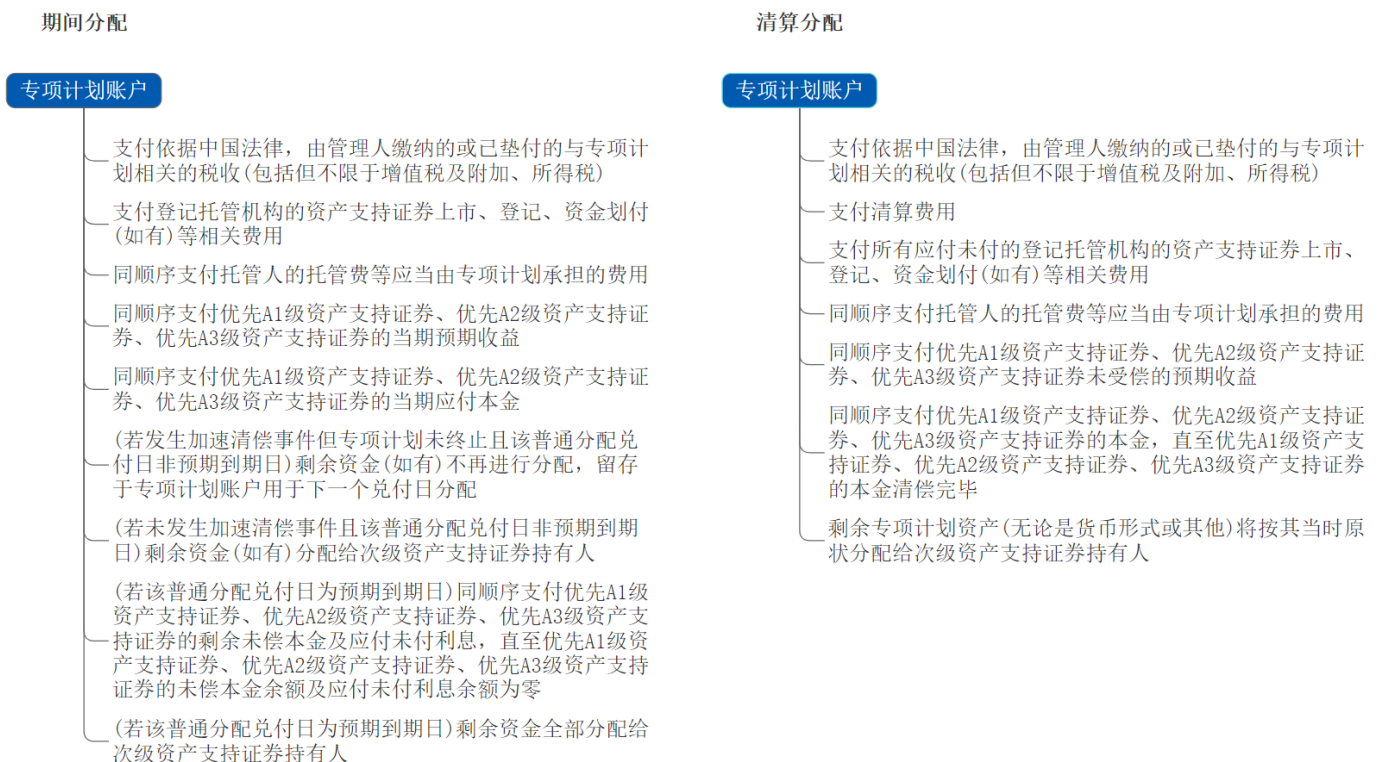 期间分配
专项计划账户
支付依据中国法律，由管理人缴纳的或已垫付的与专项计
划相关的税收(包括但不限于增值税及附加、所得税)
支付登记托管机构的资产支持证券上市、登记、资金划付
(如有)等相关费用
同顺序支付托管人的托管费等应当由专项计划承担的费用
同顺序支付优先A1级资产支持证券、优先A2级资产支持证
券、优先A3级资产支持证券的当期预期收益
同顺序支付优先A1级资产支持证券、优先A2级资产支持证
券、优先A3级资产支持证券的当期应付本金
(若发生加速清偿事件但专项计划未终止且该普通分配兑
付日非预期到期日)剩余资金(如有)不再进行分配，留存
于专项计划账户用于下一个兑付日分配
(若未发生加速清偿事件且该普通分配兑付日非预期到期
日)剩余资金(如有)分配给次级资产支持证券持有人
(若该普通分配兑付日为预期到期日)同顺序支付优先A1级
资产支持证券、优先A2级资产支持证券、优先A3级资产支
持证券的剩余未偿本金及应付未付利息，直至优先A1级资
产支持证券、优先A2级资产支持证券、优先A3级资产支持
证券的未偿本金余额及应付未付利息余额为零
(若该普通分配兑付日为预期到期日)剩余资金全部分配给
次级资产支持证券持有人
清算分配
专项计划账户
支付依据中国法律，由管理人缴纳的或已垫付的与专项计
划相关的税收(包括但不限于增值税及附加、所得税)
支付清算费用
支付所有应付未付的登记托管机构的资产支持证券上市、
登记、资金划付(如有)等相关费用
同顺序支付托管人的托管费等应当由专项计划承担的费用
同顺序支付优先A1级资产支持证券、优先A2级资产支持证
券、优先A3级资产支持证券未受偿的预期收益
同顺序支付优先A1级资产支持证券、优先A2级资产支持证
券、优先A3级资产支持证券的本金，直至优先A1级资产支
持证券、优先A2级资产支持证券、优先A3级资产支持证券
的本金清偿完毕
剩余专项计划资产(无论是货币形式或其他)将按其当时原
状分配给次级资产支持证券持有人